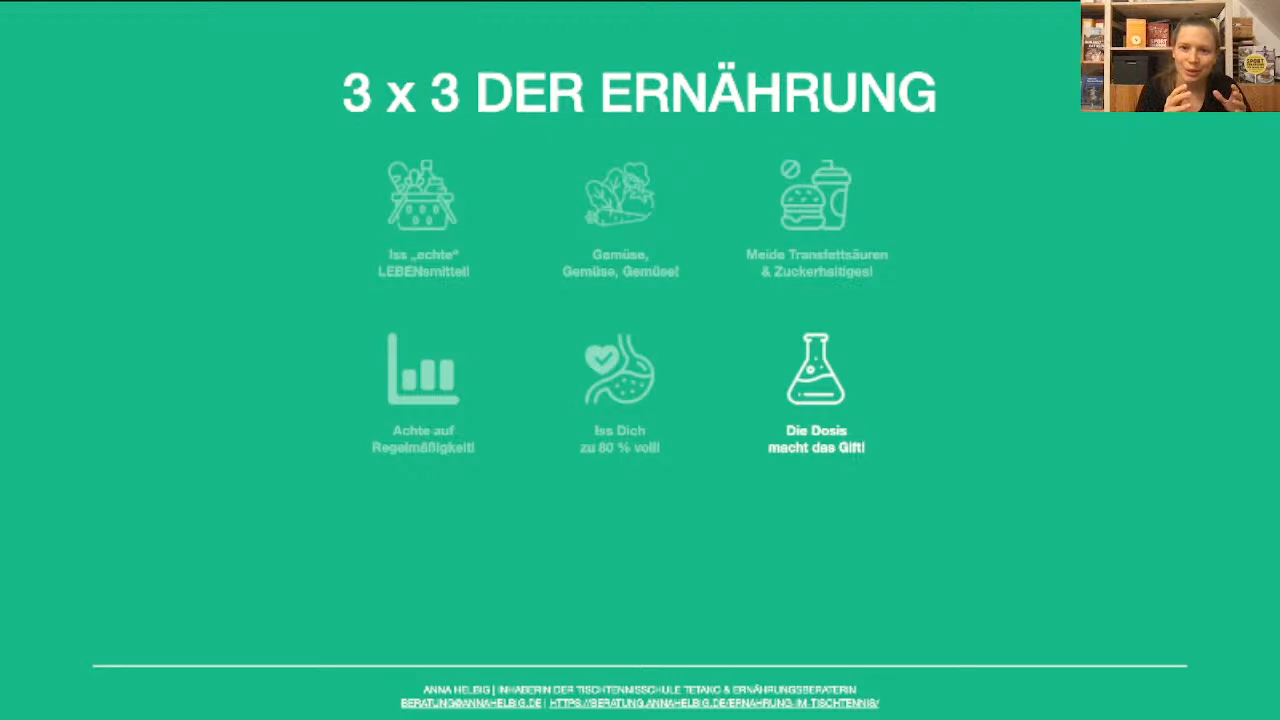 3 x 3 DER ERNÄHRUNG
Iss „echte“
LEBENsmittel!
Gemüse,
Gemüse, Gemüse!
Meide Transfettsäuren
& Zuckerhaltiges!
Achte auf
Regelmäßigkeit!
Iss Dich
zu 80 % voll!
Die Dosis
macht das Gift!
ANNA HELBIG | INHABERIN DER TISCHTENNISSCHULE TETAKO & ERNÄHRUNGSBERATERIN
BERATUNG@ANNAHELBIG.DE | HTTPS://BERATUNG.ANNAHELBIG.DE/ERNAHRUNG-IM-TISCHTENNIS/